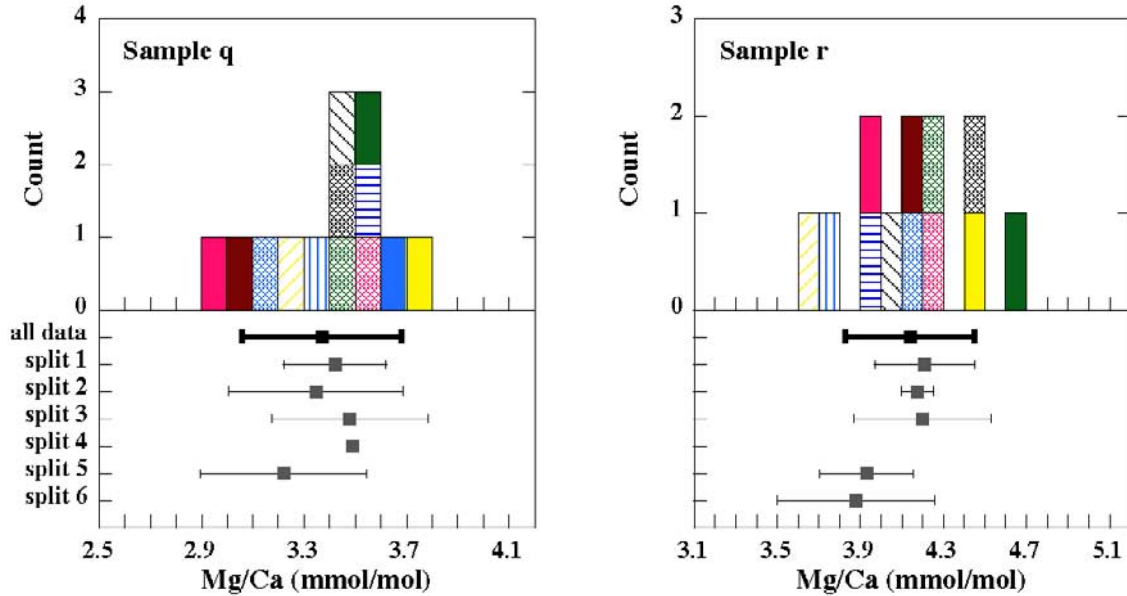 Sample q
Count
4
3
2
1
0
all data
split 1
split 2
split 3
split 4
split 5
split 6
2.5 2.9 3.3 3.7 4.1
Mg/Ca (mmol/mol)
Sample r
Count
3
2
1
0
3.1 3.5 3.9 4.3 4.7 5.1
Mg/Ca (mmol/mol)